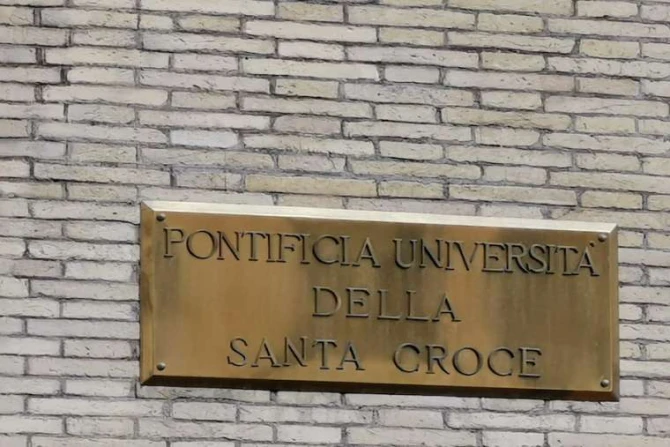 PONTIFICIA UNIVERSITÀ
DELLA
SANTA CROCE